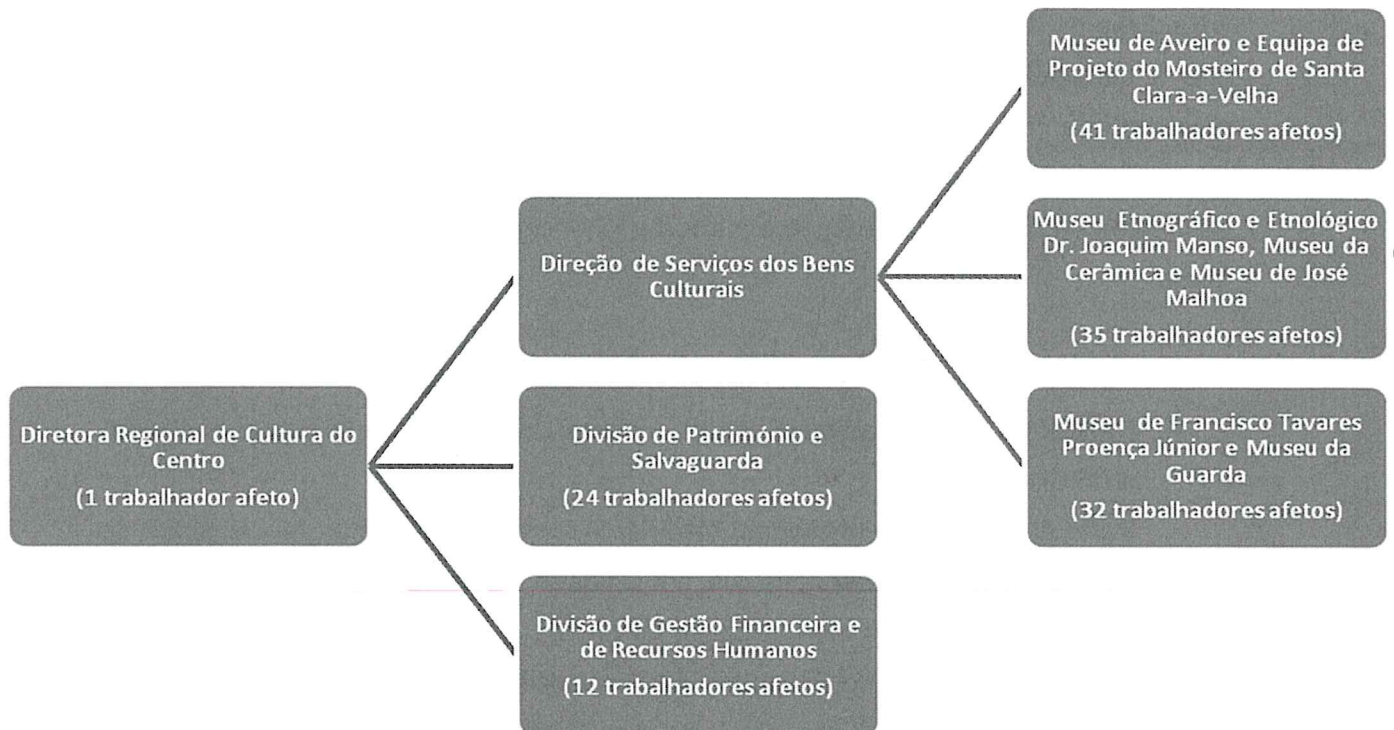 Museu de Aveiro e Equipa de
Projeto do Mosteiro de Santa
Clara-a-Velha
(41 trabalhadores afetos)
Direção de Serviços dos Bens
Culturais
Museu Etnográfico e Etnológico
Dr. Joaquim Manso, Museu da
Cerâmica e Museu de José
Malhoa
(35 trabalhadores afetos)
Diretora Regional de Cultura do
Centro
(1 trabalhador afeto)
Divisão de Património e
Salvaguarda
(24 trabalhadores afetos)
Museu de Francisco Tavares
Proença Júnior e Museu da
Guarda
(32 trabalhadores afetos)
Divisão de Gestão Financeira e
de Recursos Humanos
(12 trabalhadores afetos)